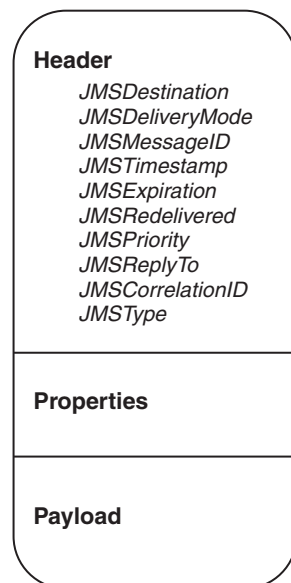 Header
JMSDestination
JMSDeliveryMode
JMSMessageID
JMSTimestamp
JMSExpiration
JMSRedelivered
JMSPriority
JMSReplyTo
JMSCorrelationID
JMSType
Properties
Payload